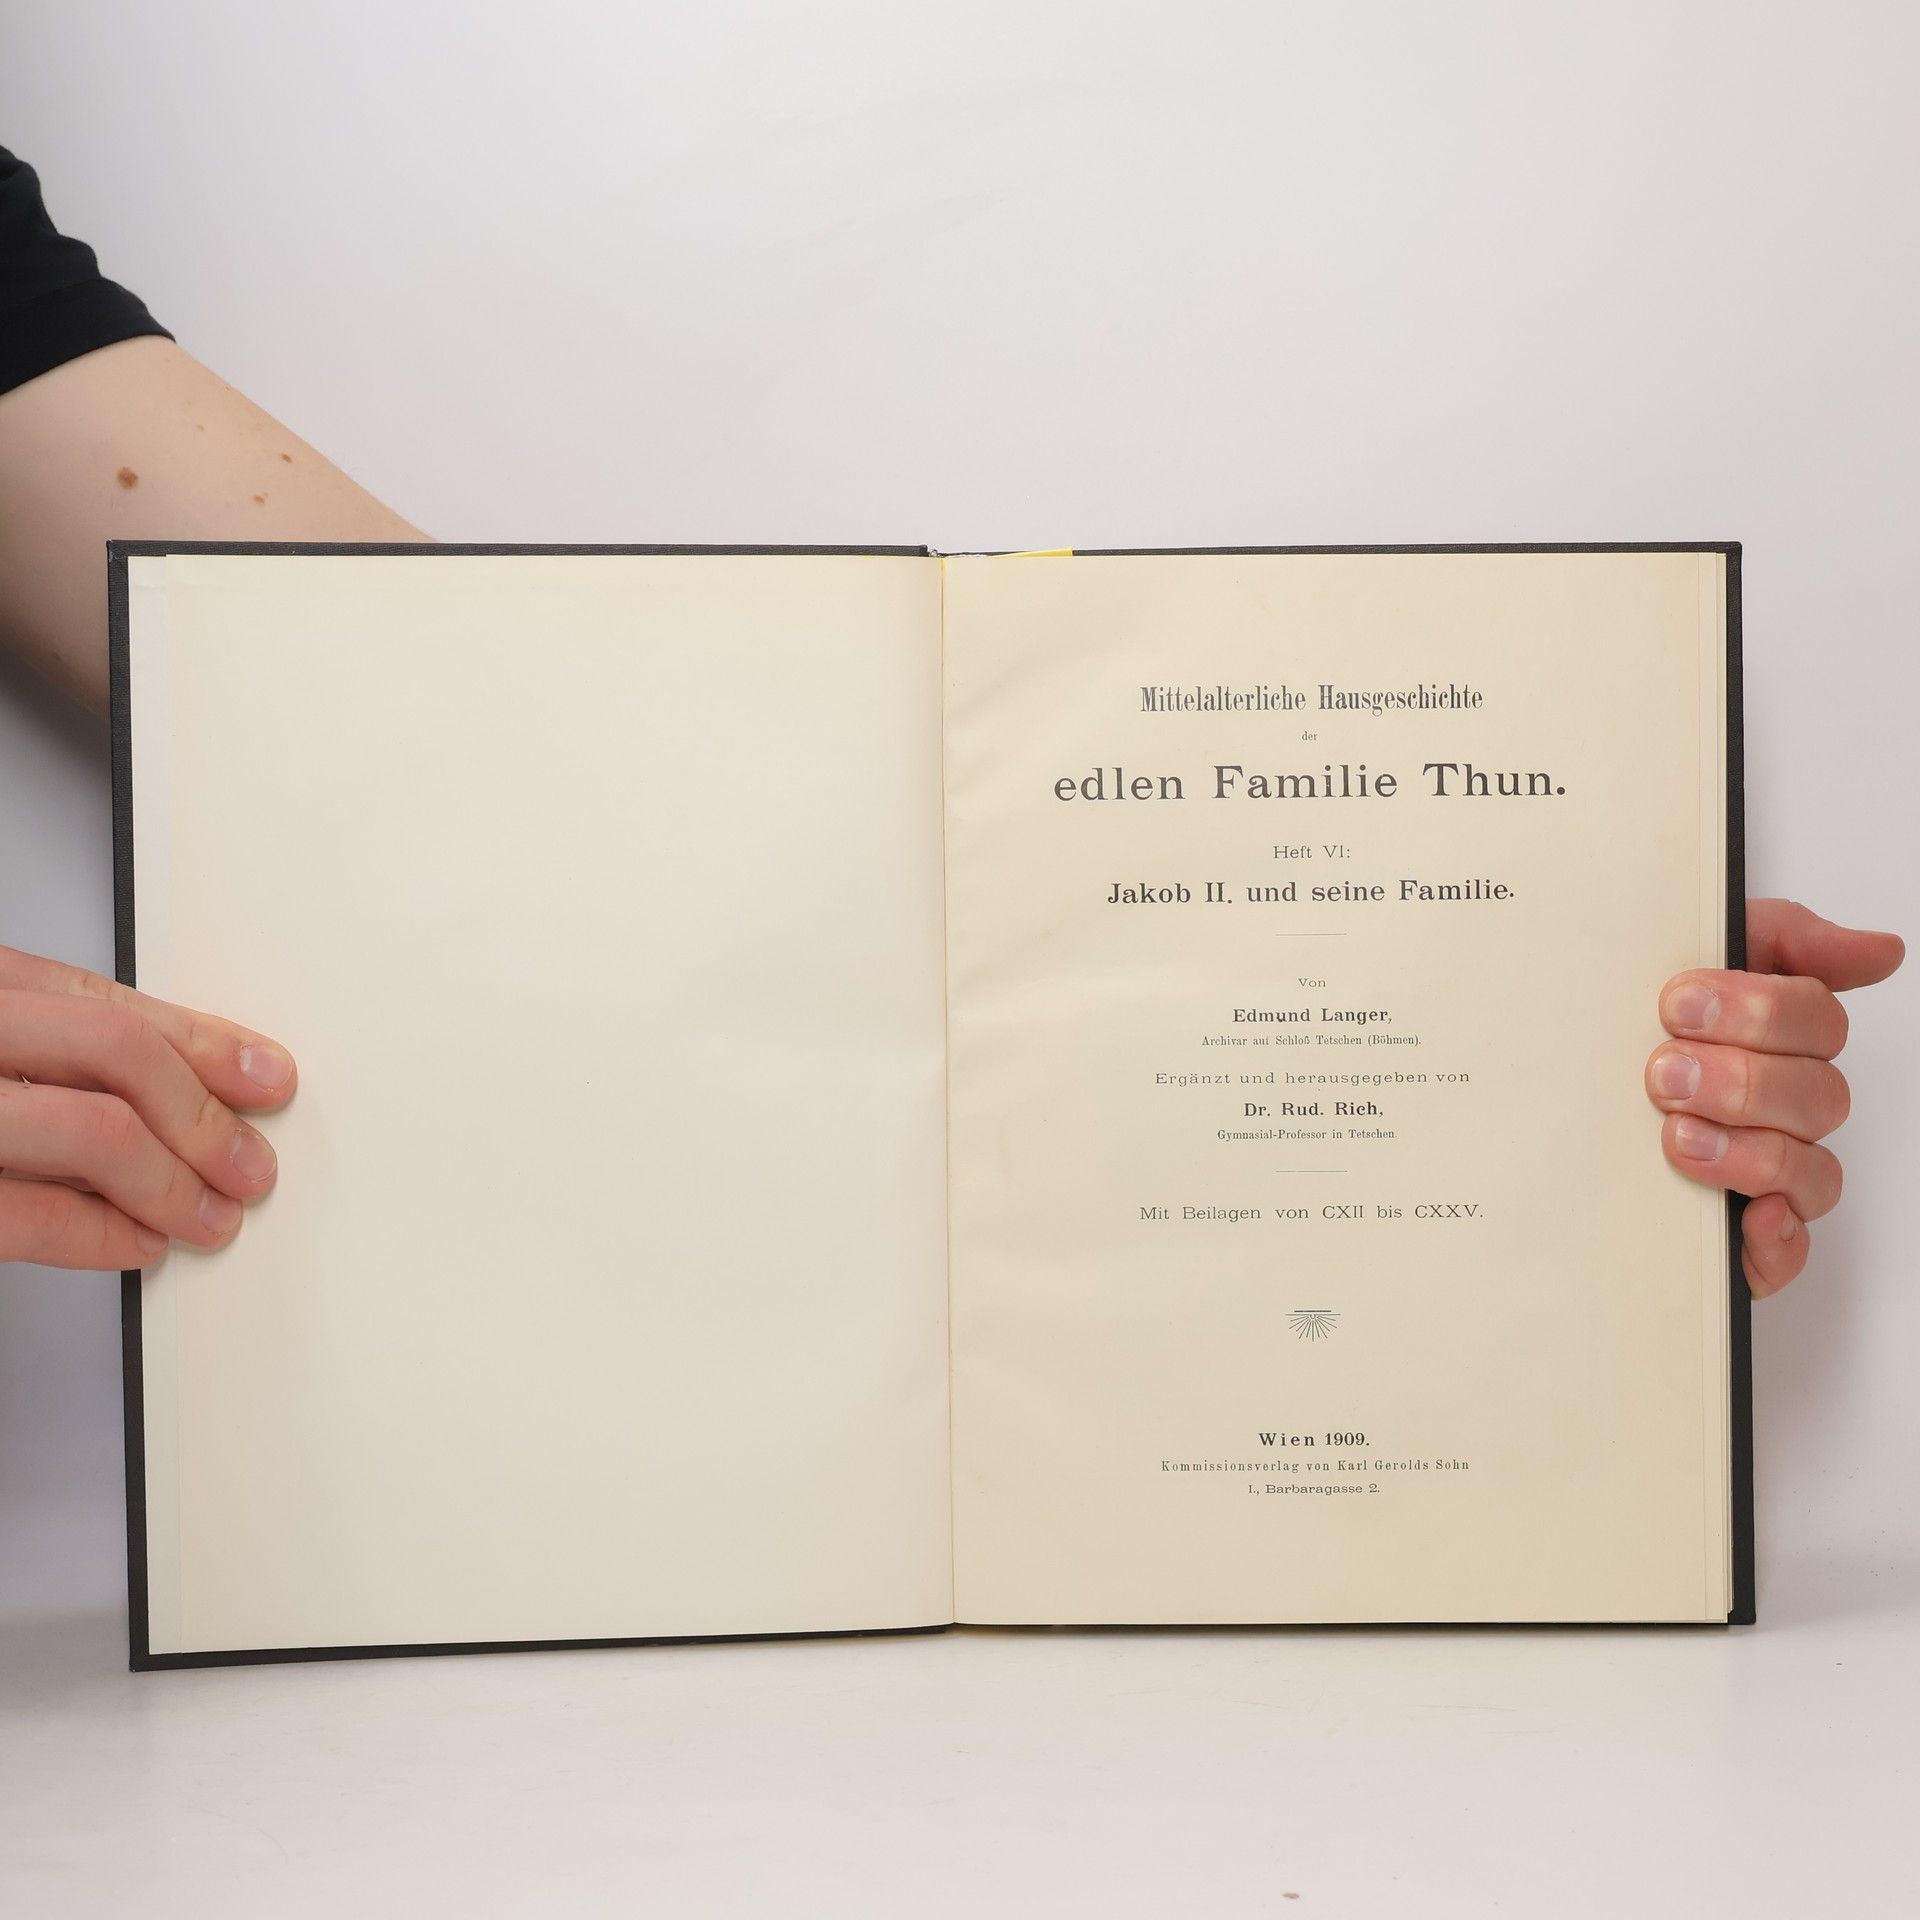 Mittelalterliche Hausgeschichte
der
edlen Familie Thun.
Heft VI:
Jakob II. und seine Familie.
Von
Edmund Langer,
Archivar auf Schloß Tetschen (Böhmen).
Ergänzt und herausgegeben von
Dr. Rud. Rich,
Gymnasial-Professor in Tetschen.
Mit Beilagen von CXII bis CXXV.
Wien 1909.
Kommissionsverlag von Karl Gerolds Sohn
I., Barbaragasse 2.